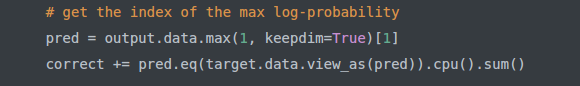 # get the index of the max log-probability
pred = output.data.max(1, keepdim=True)[1]
correct += pred.eq(target.data.view_as(pred)).cpu().sum()